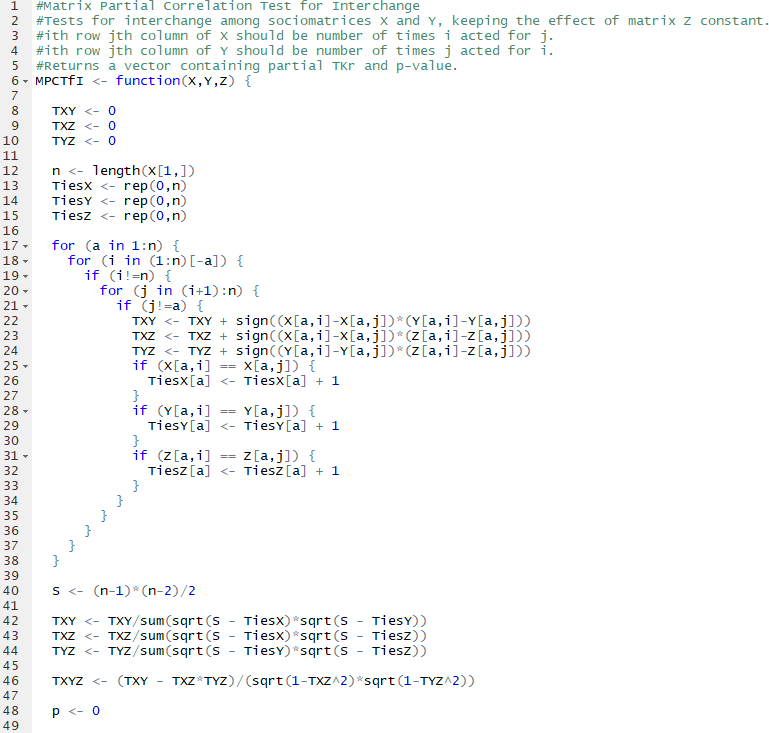 1 #Matrix Partial Correlation Test for Interchange
2 #Tests for interchange among sociomatrices X and Y, keeping the effect of matrix Z constant.
3 #ith row jth column of X should be number of times i acted for j.
4 #ith row jth column of Y should be number of times j acted for i.
5 #Returns a vector containing partial TKr and p-value.
6 MPCTfI <- function(X,Y,Z) {
7
8 TXY <- 0
9 TXZ <- 0
10 TYZ <- 0
11
12 n <- length(X[1,])
13 TiesX <- rep(0,n)
14 TiesY <- rep(0,n)
15 TiesZ <- rep(0,n)
16
17 for (a in 1:n) {
18 for (i in (1:n)[-a]) {
19 if (i!=n) {
20 for (j in (i+1):n) {
21 if (j!=a) {
22 TXY <- TXY + sign((X[a,i]-X[a,j])*(Y[a,i]-Y[a,j]))
23 TXZ <- TXZ + sign((X[a,i]-X[a,j])*(Z[a,i]-Z[a,j]))
24 TYZ <- TYZ + sign((Y[a,i]-Y[a,j])*(Z[a,i]-Z[a,j]))
25 if (X[a,i] == X[a,j]) {
26 TiesX[a] <- TiesX[a] + 1
27 }
28 if (Y[a,i] == Y[a,j]) {
29 TiesY[a] <- TiesY[a] + 1
30 }
31 if (Z[a,i] == Z[a,j]) {
32 TiesZ[a] <- TiesZ[a] + 1
33 }
34 }
35 }
36 }
37 }
38 }
39
40 S <- (n-1)*(n-2)/2
41
42 TXY <- TXY/sum(sqrt(S - TiesX)*sqrt(S - TiesY))
43 TXZ <- TXZ/sum(sqrt(S - TiesX)*sqrt(S - TiesZ))
44 TYZ <- TYZ/sum(sqrt(S - TiesY)*sqrt(S - TiesZ))
45
46 TXYZ <- (TXY - TXZ*TYZ)/(sqrt(1-TXZ^2)*sqrt(1-TYZ^2))
47
48 p <- 0
49